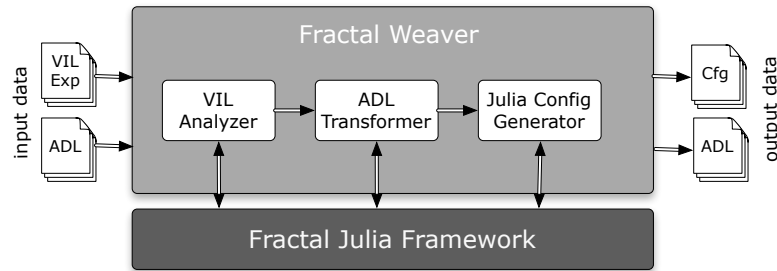 Fractal Weaver
input data
VIL
Exp
ADL
VIL
Analyzer
ADL
Transformer
Julia Config
Generator
Cfg
ADL
output data
Fractal Julia Framework